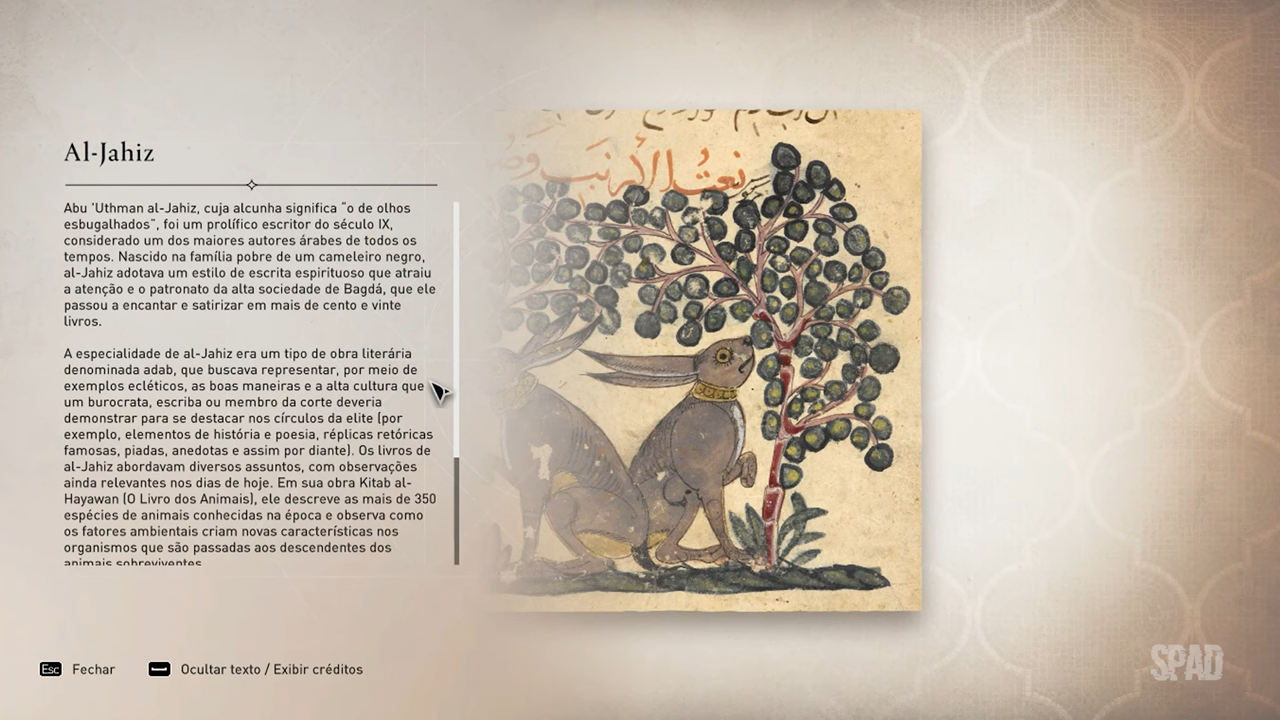 Al-Jahiz
Abu 'Uthman al-Jahiz, cuja alcunha significa “o de olhos
esbugalhados”, foi um prolífico escritor do século IX,
considerado um dos maiores autores árabes de todos os
tempos. Nascido na família pobre de um cameleiro negro,
al-Jahiz adotava um estilo de escrita espirituoso que atraiu
a atenção e o patronato da alta sociedade de Bagdá, que ele
passou a encantar e satirizar em mais de cento e vinte
livros.
A especialidade de al-Jahiz era um tipo de obra literária
denominada adab, que buscava representar, por meio de
exemplos ecléticos, as boas maneiras e a alta cultura que
um burocrata, escriba ou membro da corte deveria
demonstrar para se destacar nos círculos da elite (por
exemplo, elementos de história e poesia, réplicas retóricas
famosas, piadas, anedotas e assim por diante). Os livros de
al-Jahiz abordavam diversos assuntos, com observações
ainda relevantes nos dias de hoje. Em sua obra Kitab al-
Hayawan (O Livro dos Animais), ele descreve as mais de 350
espécies de animais conhecidas na época e observa como
os fatores ambientais criam novas características nos
organismos que são passadas aos descendentes dos
animais sobreviventes.
Esc Fechar Ocultar texto / Exibir créditos
SPAD